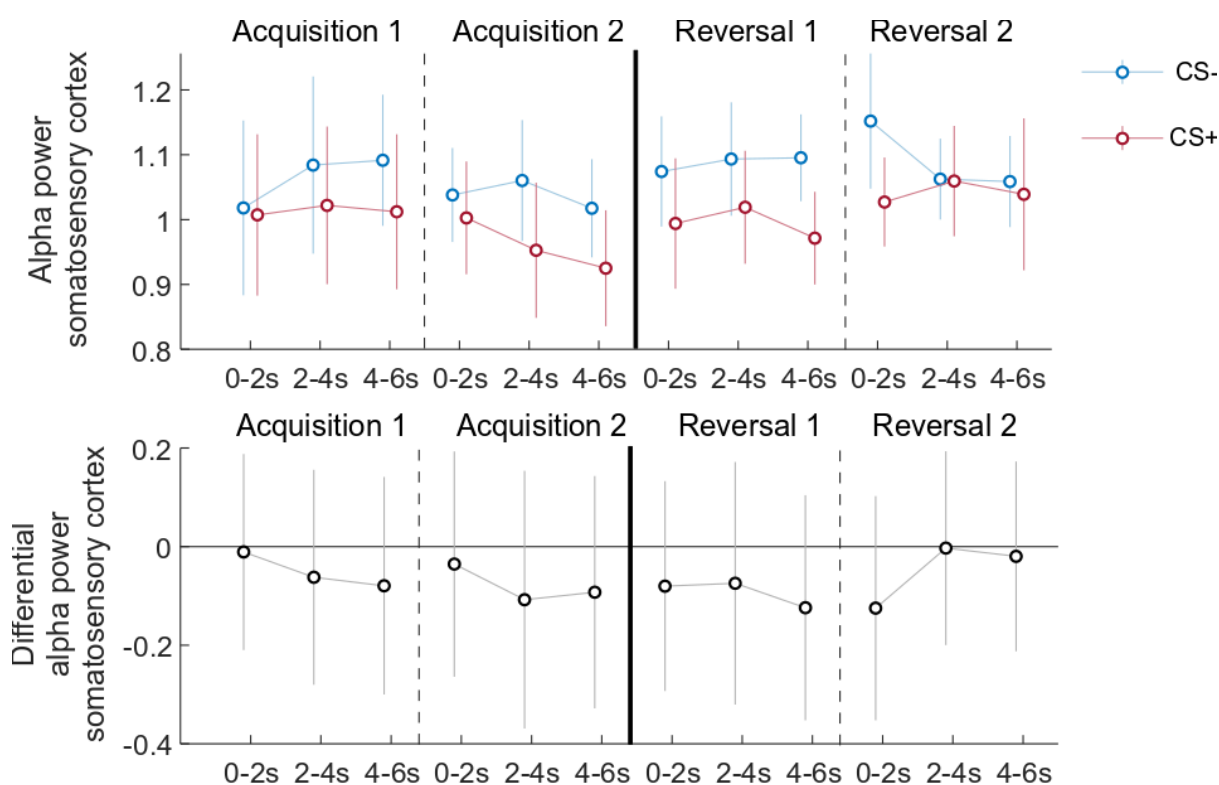 Acquisition 1 Acquisition 2 Reversal 1 Reversal 2
CS-
CS+
Alpha power
somatosensory cortex
1.2
1.1
1
0.9
0.8
0-2s 2-4s 4-6s 0-2s 2-4s 4-6s 0-2s 2-4s 4-6s 0-2s 2-4s 4-6s
Acquisition 1 Acquisition 2 Reversal 1 Reversal 2
Differential
alpha power
somatosensory cortex
0.2
0
-0.2
-0.4
0-2s 2-4s 4-6s 0-2s 2-4s 4-6s 0-2s 2-4s 4-6s 0-2s 2-4s 4-6s